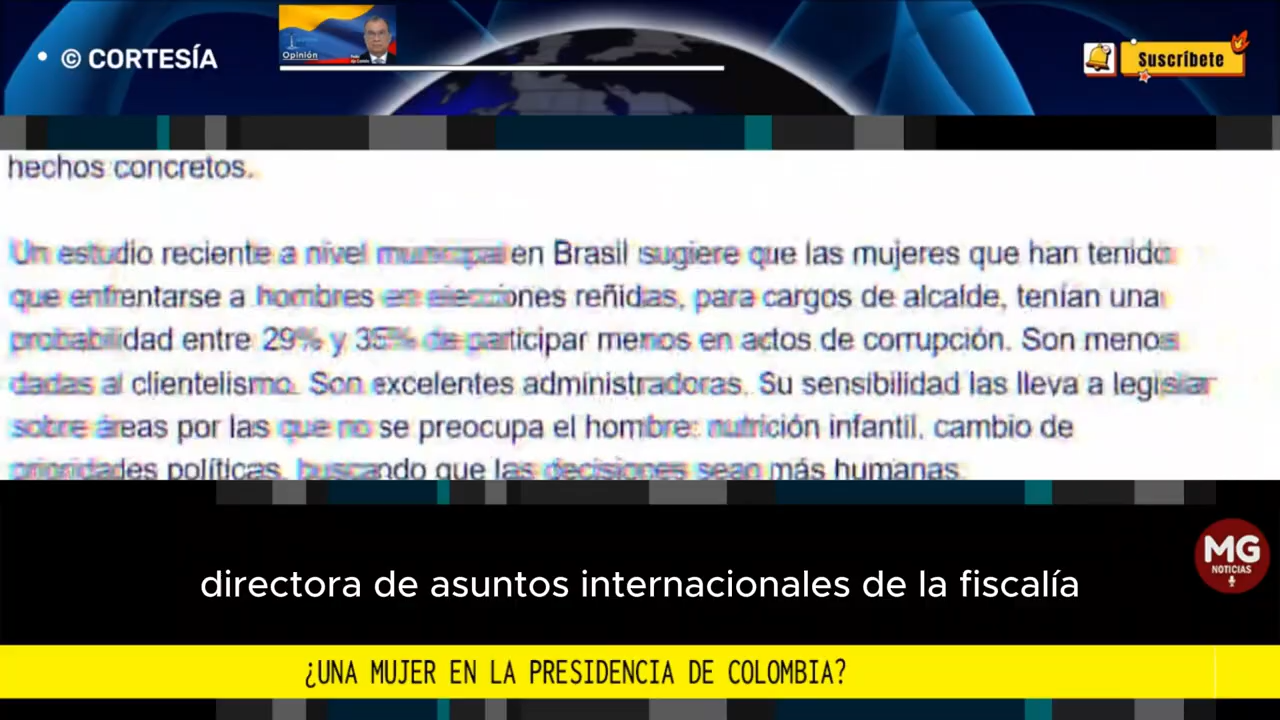 © CORTESÍA
Opinión
Suscríbete
hechos concretos.
Un estudio reciente a nivel municipal en Brasil sugiere que las mujeres que han tenido
que enfrentarse a hombres en elecciones reñidas, para cargos de alcalde, tenían una
probabilidad entre 29% y 35% de participar menos en actos de corrupción. Son menos
dadas al clientelismo. Son excelentes administradoras. Su sensibilidad las lleva a legislar
sobre áreas por las que no se preocupa el hombre: nutrición infantil, cambio de
prioridades políticas, buscando que las decisiones sean más humanas
directora de asuntos internacionales de la fiscalía
MG
NOTICIAS
¿UNA MUJER EN LA PRESIDENCIA DE COLOMBIA?